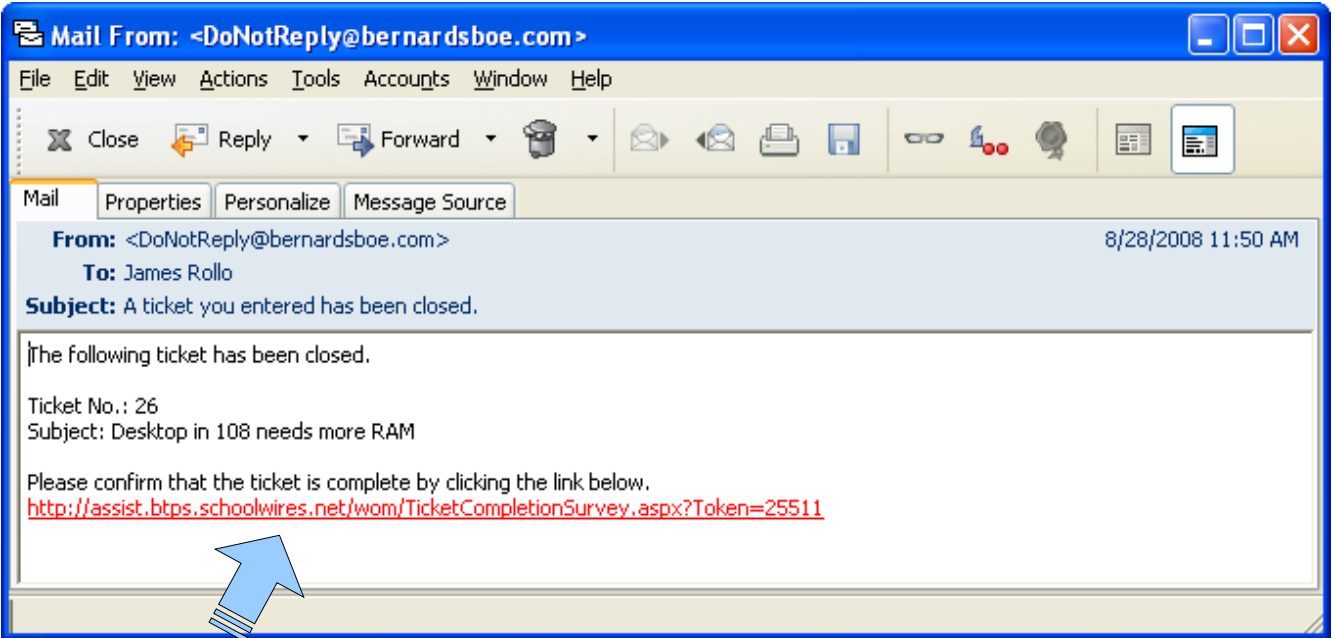 Mail From: <DoNotReply@bernardsboe.com>
File Edit View Actions Tools Accounts Window Help
Close Reply Forward
Mail Properties Personalize Message Source
From: <DoNotReply@bernardsboe.com> 8/28/2008 11:50 AM
To: James Rollo
Subject: A ticket you entered has been closed.
The following ticket has been closed.
Ticket No.: 26
Subject: Desktop in 108 needs more RAM
Please confirm that the ticket is complete by clicking the link below.
http://assist.btps.schoolwires.net/wom/TicketCompletionSurvey.aspx?Token=25511